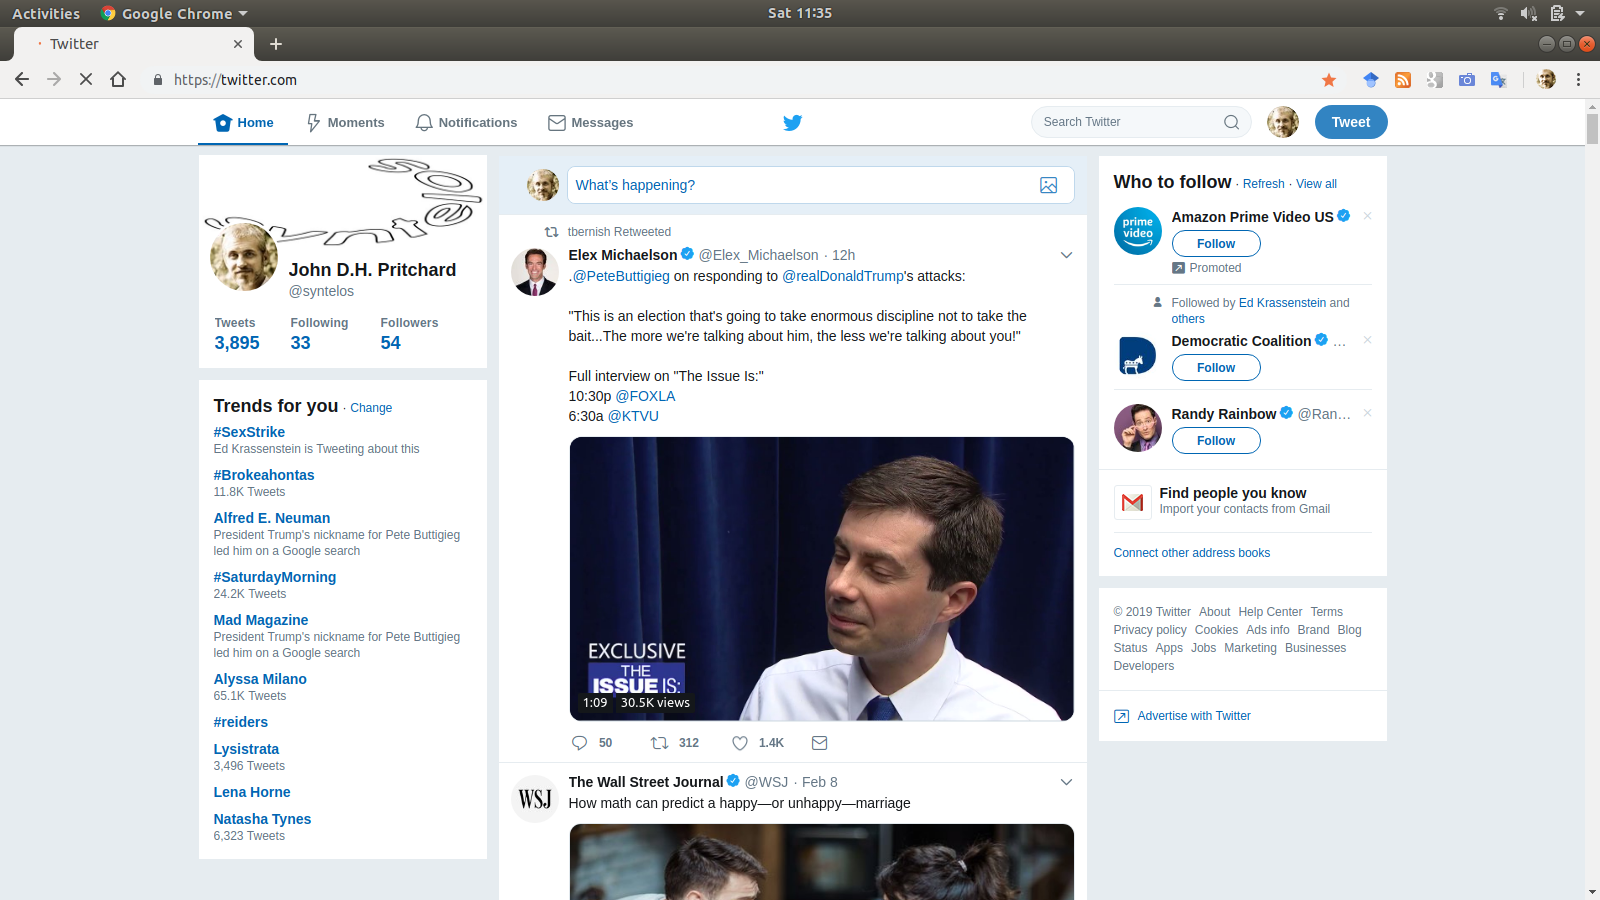 Activities Google Chrome Sat 11:35
Twitter
https://twitter.com
Home Moments Notifications Messages Search Twitter Tweet
John D.H. Pritchard
@syntelos
Tweets Following Followers
3,895 33 54
Trends for you · Change
#SexStrike
Ed Krassenstein is Tweeting about this
#Brokeahontas
11.8K Tweets
Alfred E. Neuman
President Trump's nickname for Pete Buttigieg
led him on a Google search
#SaturdayMorning
24.2K Tweets
Mad Magazine
President Trump's nickname for Pete Buttigieg
led him on a Google search
Alyssa Milano
65.1K Tweets
#reiders
Lysistrata
3,496 Tweets
Lena Horne
Natasha Tynes
6,323 Tweets
What's happening?
tbernish Retweeted
Elex Michaelson @Elex_Michaelson · 12h
.@PeteButtigieg on responding to @realDonaldTrump's attacks:
"This is an election that's going to take enormous discipline not to take the
bait...The more we're talking about him, the less we're talking about you!"
Full interview on "The Issue Is:"
10:30p @FOXLA
6:30a @KTVU
EXCLUSIVE
THE
ISSUE IS:
1:09 30.5K views
50 312 1.4K
The Wall Street Journal @WSJ · Feb 8
WSJ
How math can predict a happy—or unhappy—marriage
Who to follow · Refresh · View all
prime
video
Amazon Prime Video US
Follow
Promoted
Followed by Ed Krassenstein and
others
Democratic Coalition ...
Follow
Randy Rainbow @Ran...
Follow
Find people you know
Import your contacts from Gmail
Connect other address books
© 2019 Twitter About Help Center Terms
Privacy policy Cookies Ads info Brand Blog
Status Apps Jobs Marketing Businesses
Developers
Advertise with Twitter